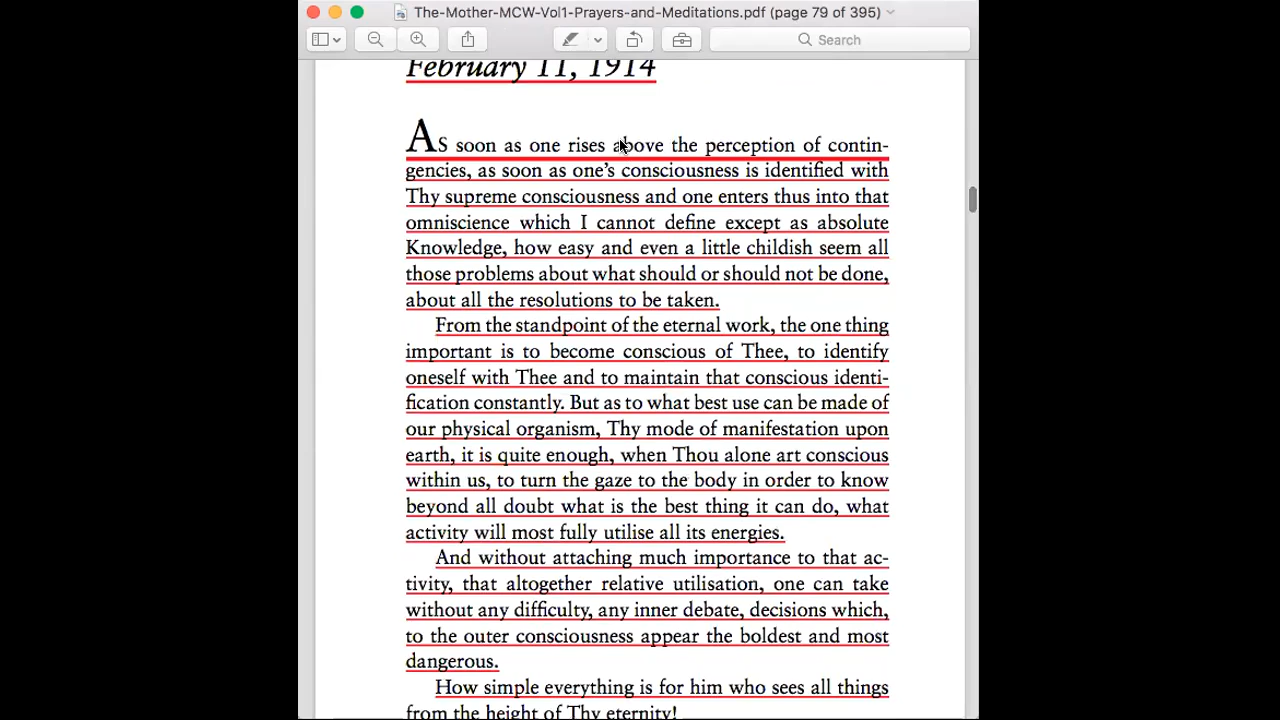 The-Mother-MCW-Vol1-Prayers-and-Meditations.pdf (page 79 of 395)
Search
February 11, 1914
AS soon as one rises above the perception of contin-
gencies, as soon as one’s consciousness is identified with
Thy supreme consciousness and one enters thus into that
omniscience which I cannot define except as absolute
Knowledge, how easy and even a little childish seem all
those problems about what should or should not be done,
about all the resolutions to be taken.
From the standpoint of the eternal work, the one thing
important is to become conscious of Thee, to identify
oneself with Thee and to maintain that conscious identi-
fication constantly. But as to what best use can be made of
our physical organism, Thy mode of manifestation upon
earth, it is quite enough, when Thou alone art conscious
within us, to turn the gaze to the body in order to know
beyond all doubt what is the best thing it can do, what
activity will most fully utilise all its energies.
And without attaching much importance to that ac-
tivity, that altogether relative utilisation, one can take
without any difficulty, any inner debate, decisions which,
to the outer consciousness appear the boldest and most
dangerous.
How simple everything is for him who sees all things
from the height of Thy eternity!